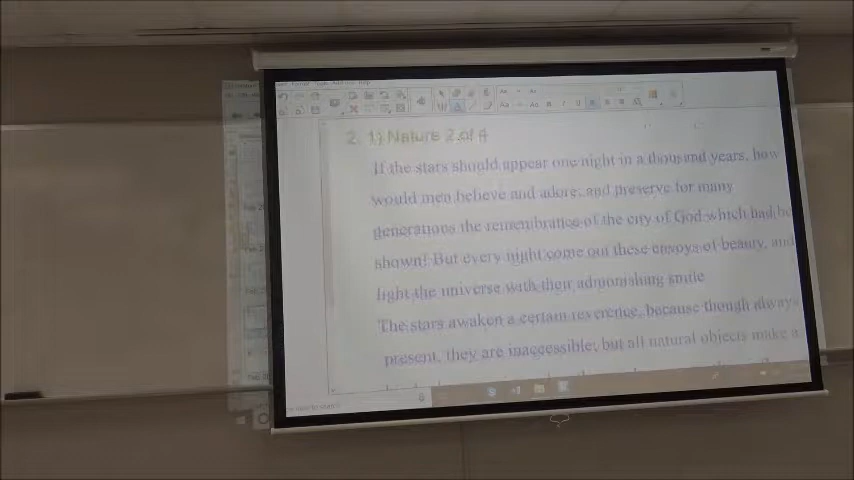 2. 1) Nature 2 of 4
If the stars should appear one night in a thousand years, how
would men believe and adore; and preserve for many
generations the remembrance of the city of God which had be
shown! But every night come out these envoys of beauty, and
light the universe with their admonishing smile
The stars awaken a certain reverence, because though always
present, they are inaccessible; but all natural objects make a